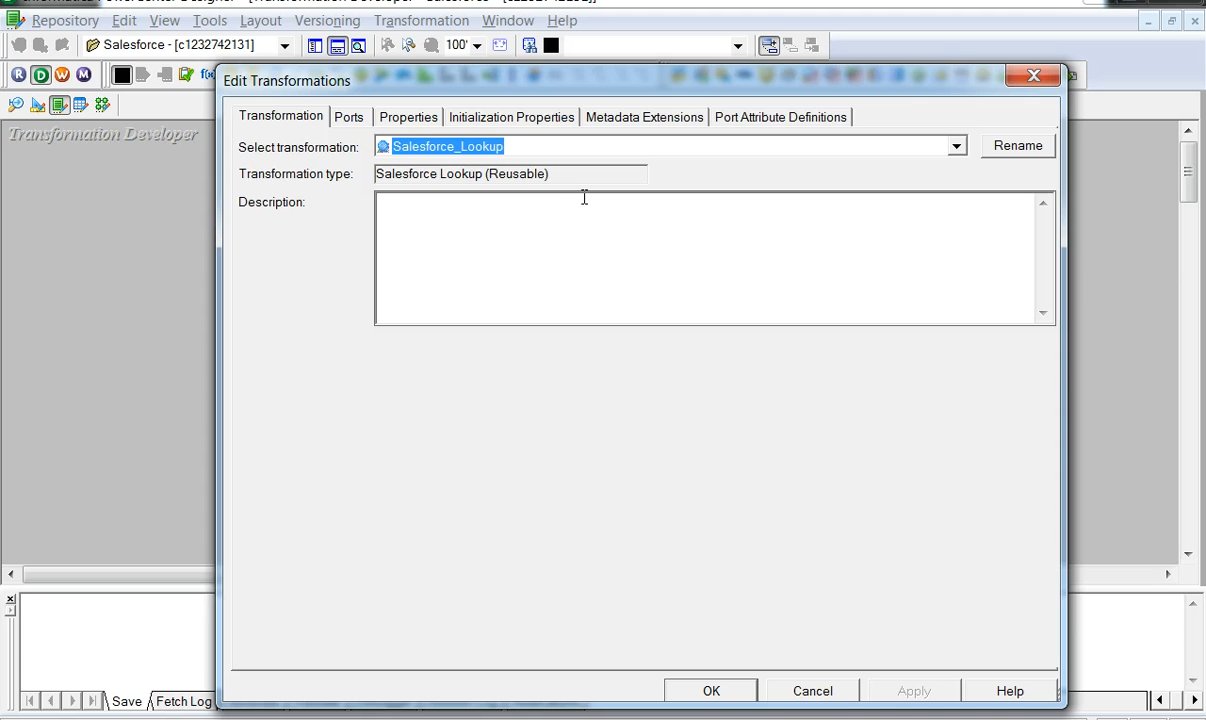 Repository Edit View Tools Layout Versioning Transformation Window Help
Salesforce - [c1232742131] 100%
R D W M
Edit Transformations
Transformation Developer
Transformation Ports Properties Initialization Properties Metadata Extensions Port Attribute Definitions
Select transformation: Salesforce_Lookup Rename
Transformation type: Salesforce Lookup (Reusable)
Description:
OK Cancel Apply Help
Save Fetch Log